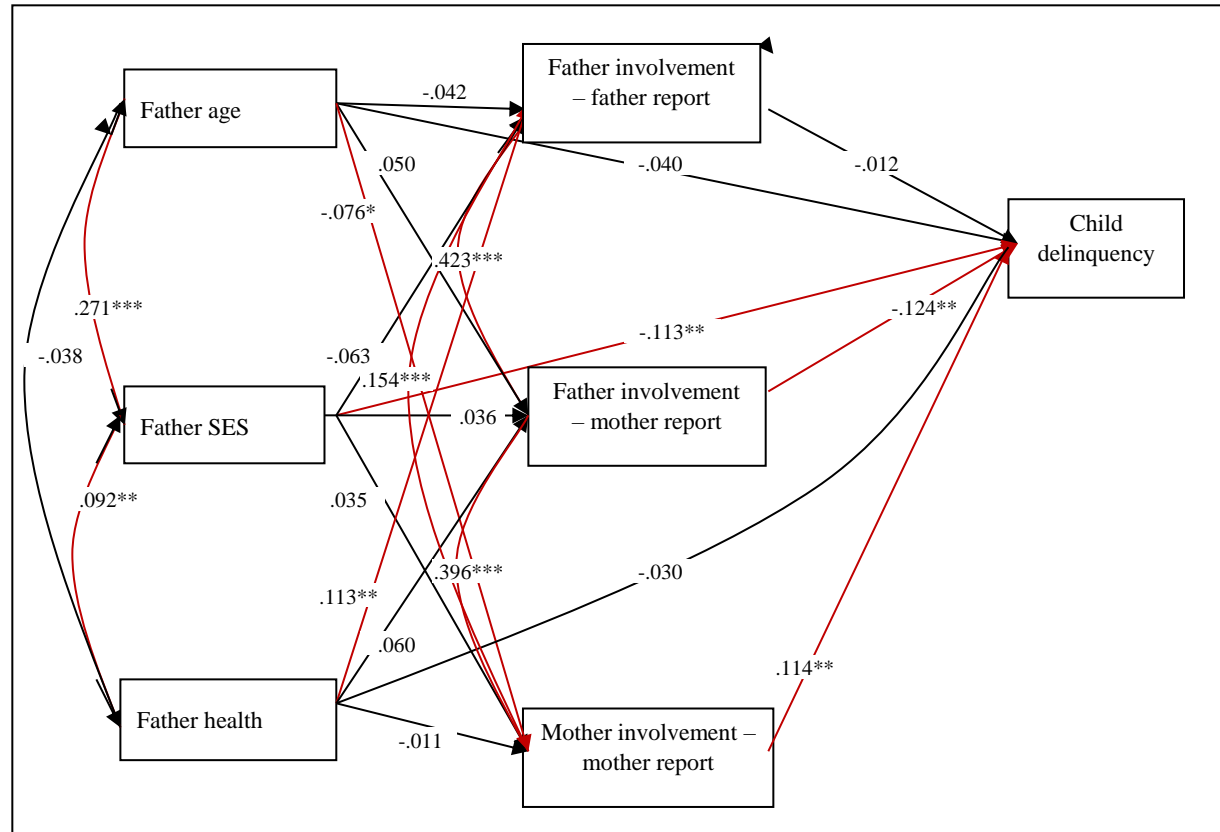 Father involvement
– father report
Father age
-.042
.050
-.040
-.012
-.076*
Child
delinquency
.423***
.271***
-.124**
-.113**
-.038
-.063
.154***
Father involvement
– mother report
.036
Father SES
.092**
.035
.396***
-.030
.113**
.060
.114**
Father health
-.011
Mother involvement –
mother report